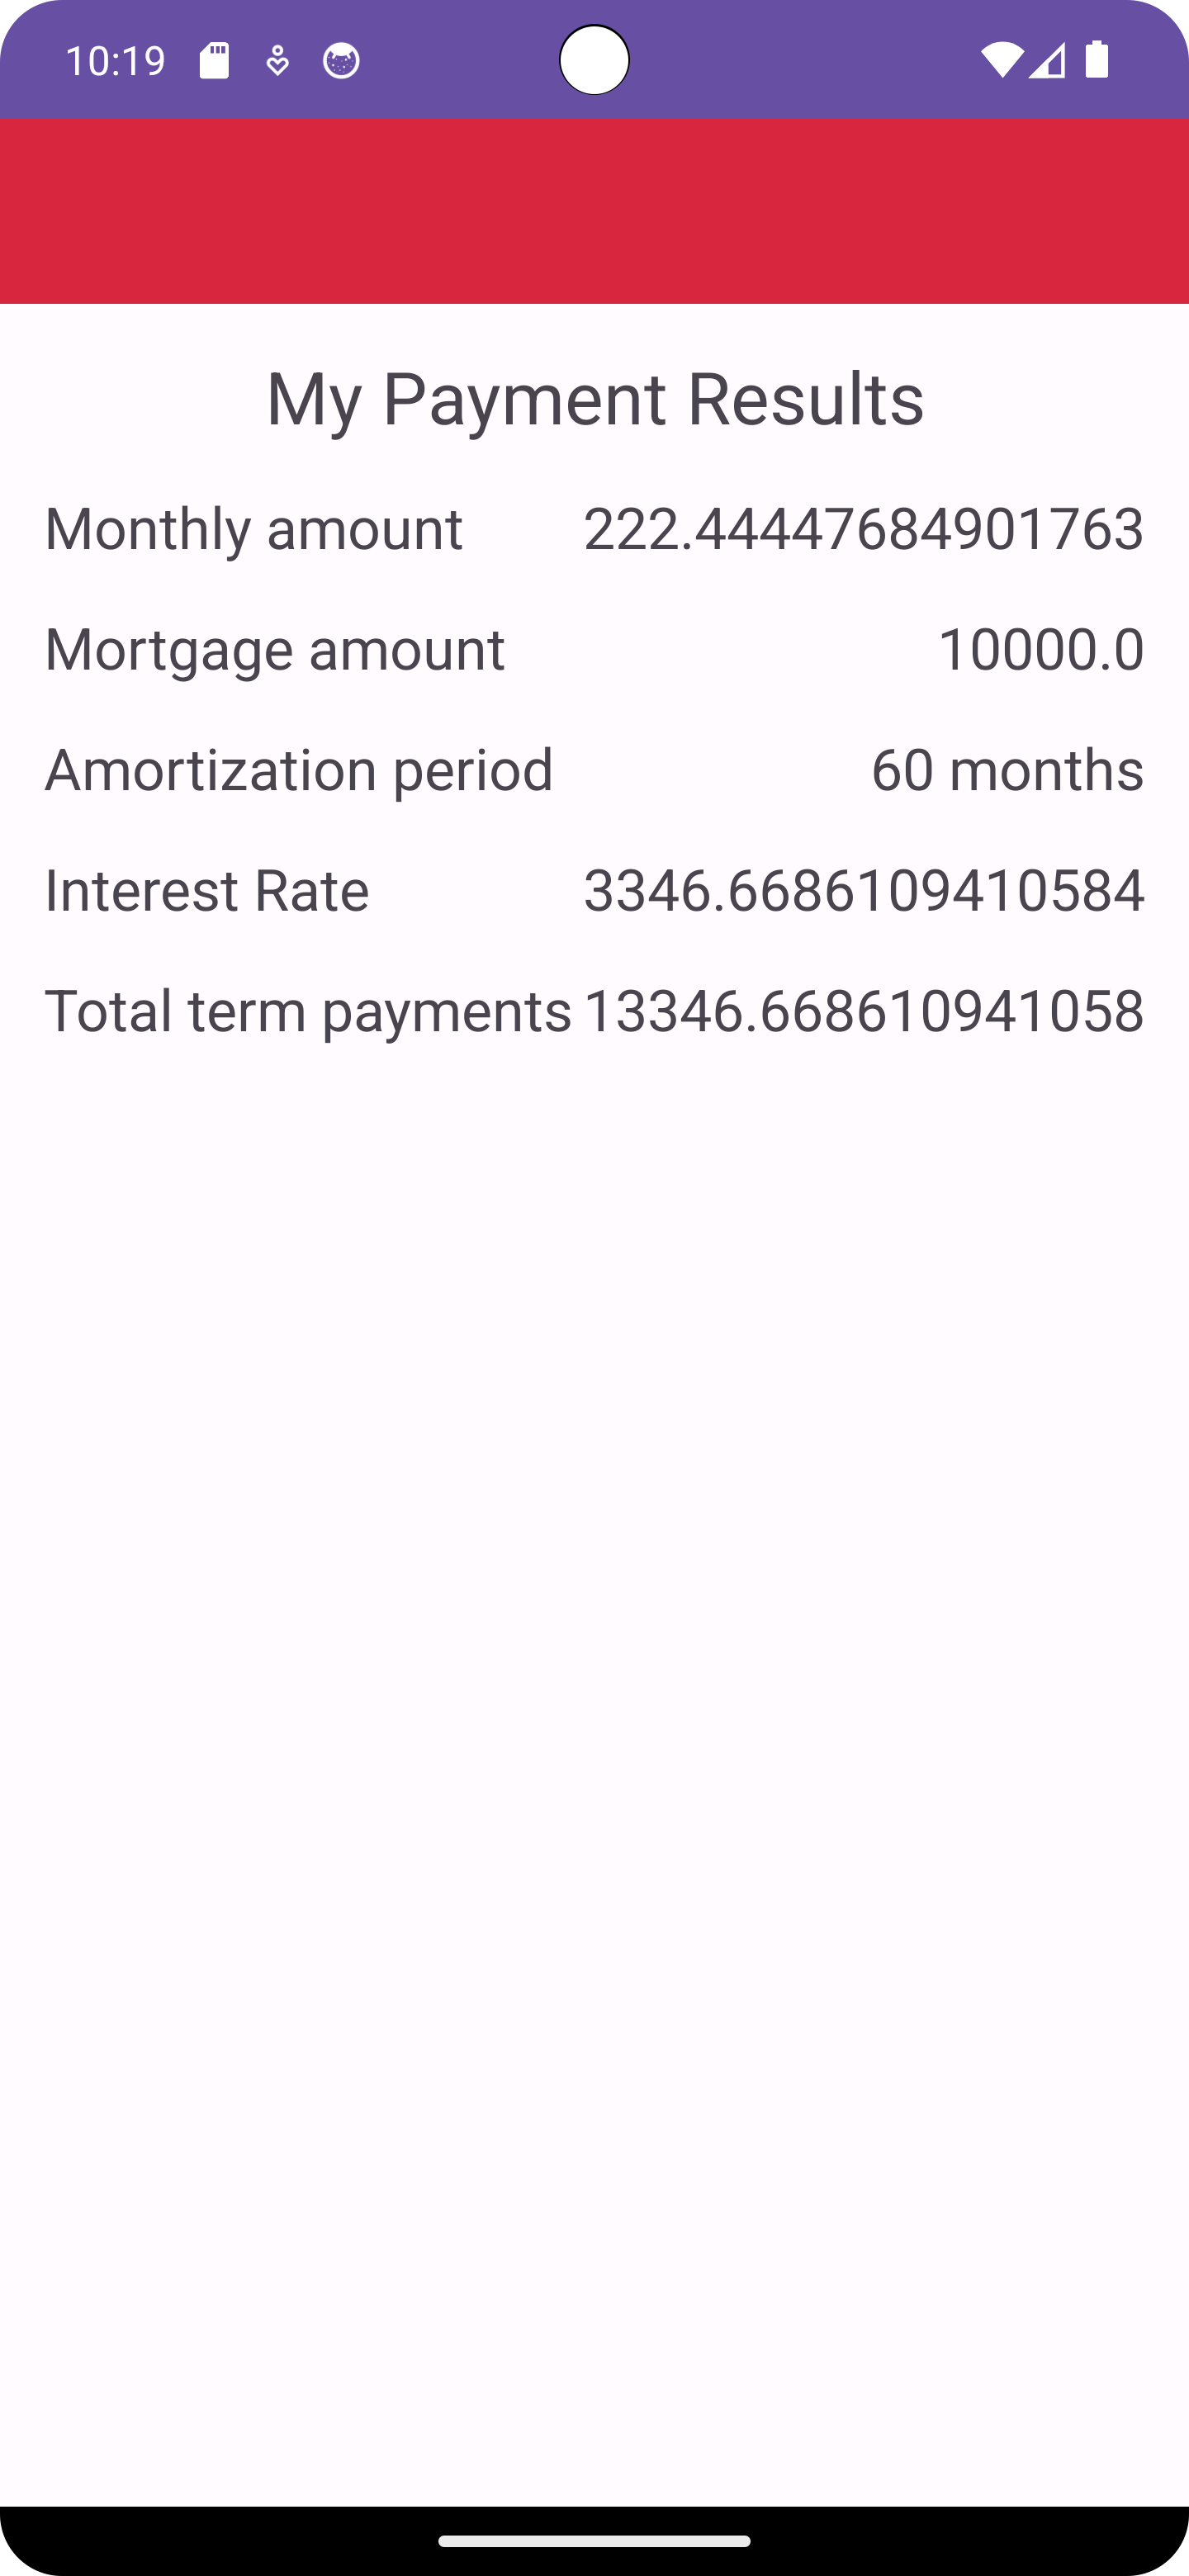 10:19
My Payment Results
Monthly amount 222.44447684901763
Mortgage amount 10000.0
Amortization period 60 months
Interest Rate 3346.6686109410584
Total term payments 13346.668610941058